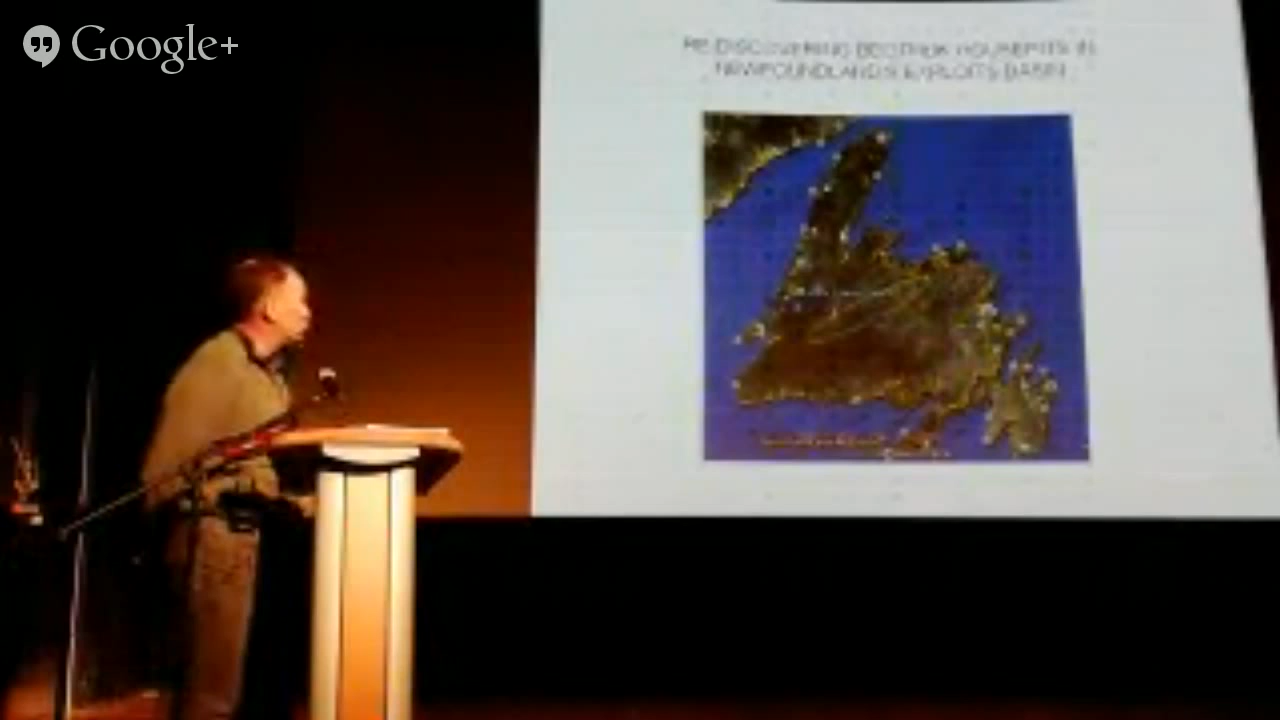 Google+
RE-DISCOVERING BEOTHUK HOUSEPITS IN
NEWFOUNDLAND'S EXPLOITS BASIN